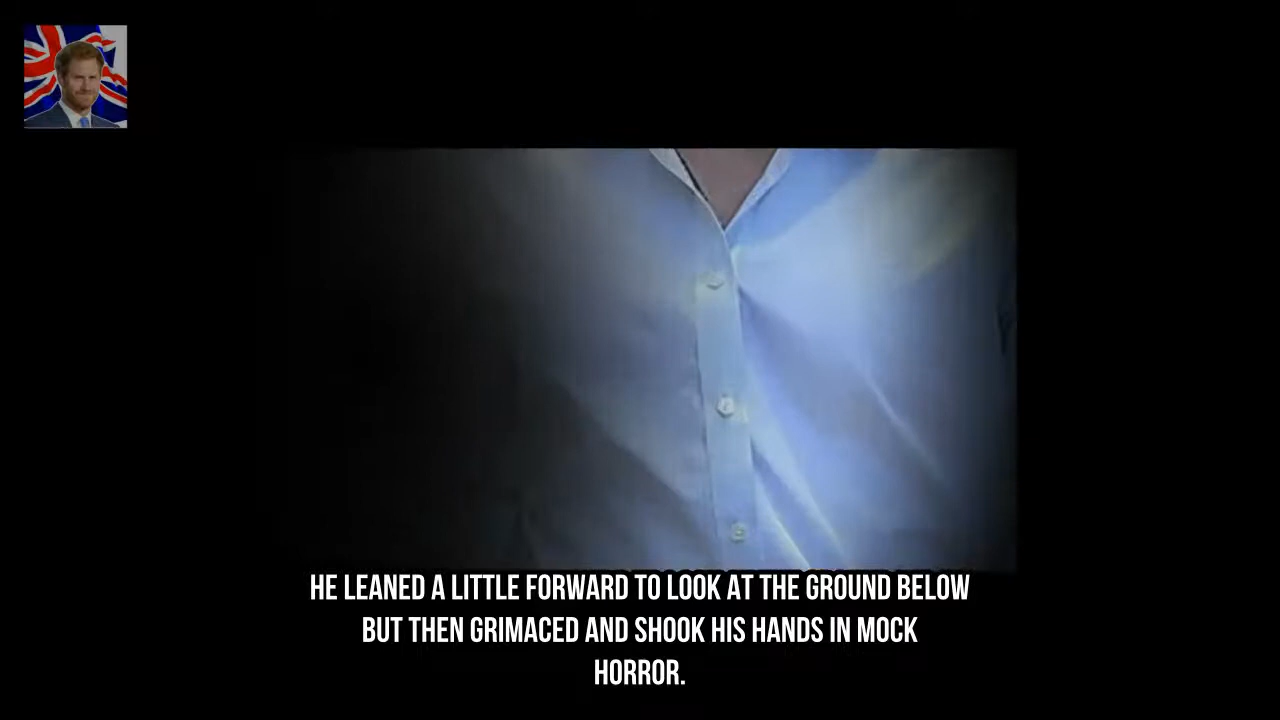 HE LEANED A LITTLE FORWARD TO LOOK AT THE GROUND BELOW
BUT THEN GRIMACED AND SHOOK HIS HANDS IN MOCK
HORROR.